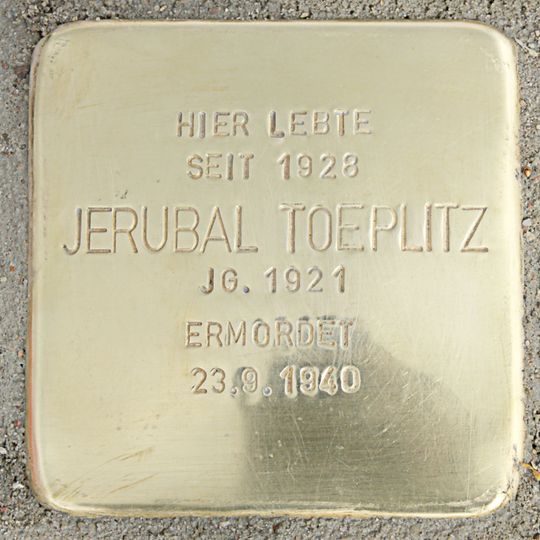 HIER LEBTE
SEIT 1928
JERUBAL TOEPLITZ
JG. 1921
ERMORDET
23.9.1940